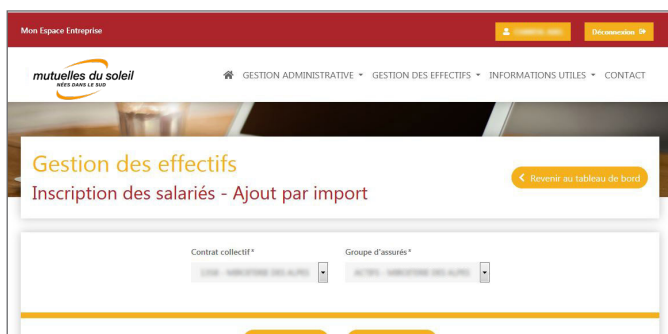 Mon Espace Entreprise
Déconnexion
mutuelles du soleil
NÉES DANS LE SUD
GESTION ADMINISTRATIVE GESTION DES EFFECTIFS INFORMATIONS UTILES CONTACT
Gestion des effectifs
Inscription des salariés - Ajout par import
Revenir au tableau de bord
Contrat collectif* Groupe d'assurés*